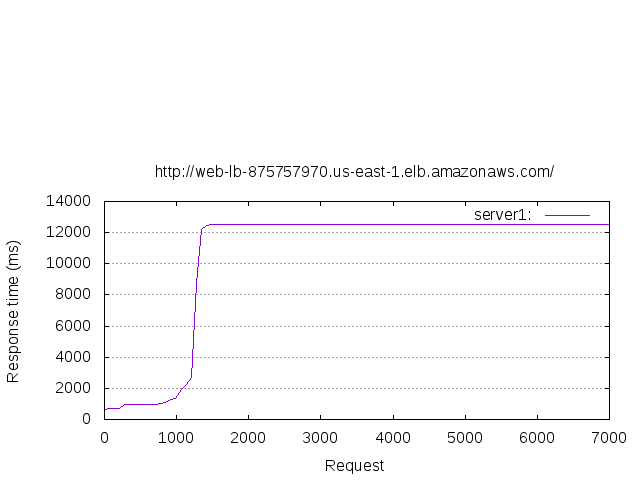 http://web-lb-875757970.us-east-1.elb.amazonaws.com/
14000
server1:
12000
10000
8000
6000
4000
2000
0
Response time (ms)
0 1000 2000 3000 4000 5000 6000 7000
Request